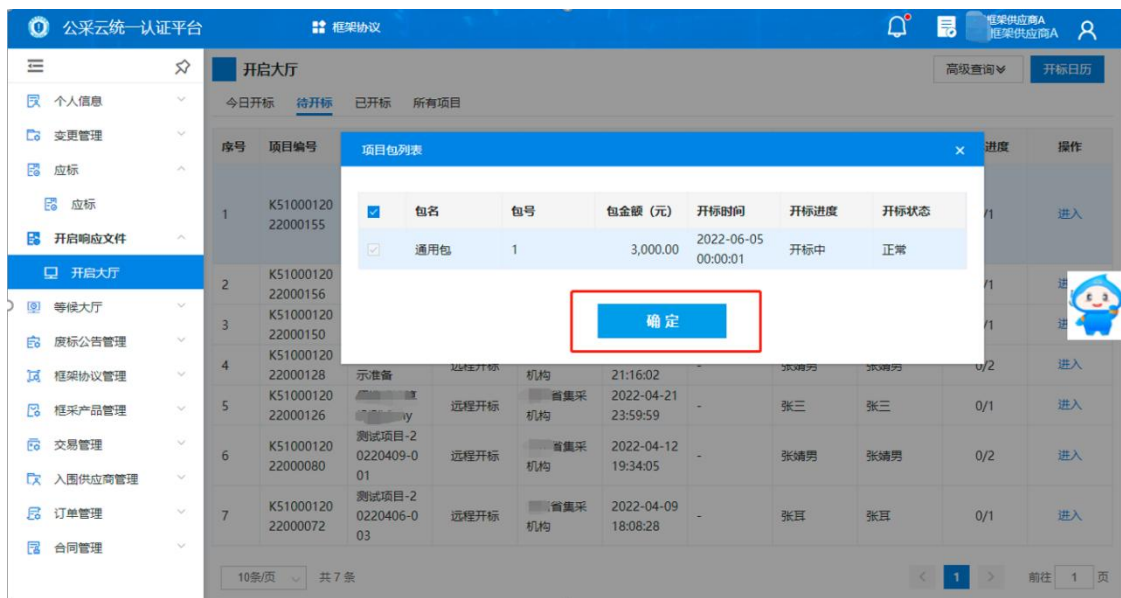 公采云统一认证平台
框架协议
框架供应商A
框架供应商A
开启大厅
高级查询
开标日历
个人信息
变更管理
应标
应标
开启响应文件
开启大厅
等候大厅
废标公告管理
框架协议管理
框采产品管理
交易管理
入围供应商管理
订单管理
合同管理
今日开标 待开标 已开标 所有项目
序号 项目编号 进度 操作
项目包列表 ×
包名 包号 包金额（元） 开标时间 开标进度 开标状态
通用包 1 3,000.00 2022-06-05 开标中 正常
00:00:01
确 定
1 K51000120 /1 进入
22000155
2 K51000120 /1 进
22000156
3 K51000120 /1 进
22000150
4 K51000120 远程开标 - 张婧男 张婧男 0/2 进入
22000128 示准备 机构 21:16:02
5 K51000120 远程开标 省集采 2022-04-21 - 张三 张三 0/1 进入
22000126 机构 23:59:59
6 K51000120 测试项目-2 远程开标 省集采 2022-04-12 - 张婧男 张婧男 0/2 进入
22000080 0220409-0 机构 19:34:05
01
7 K51000120 测试项目-2 远程开标 省集采 2022-04-09 - 张耳 张耳 0/1 进入
22000072 0220406-0 机构 18:08:28
03
10条/页 共 7 条 < 1 > 前往 1 页